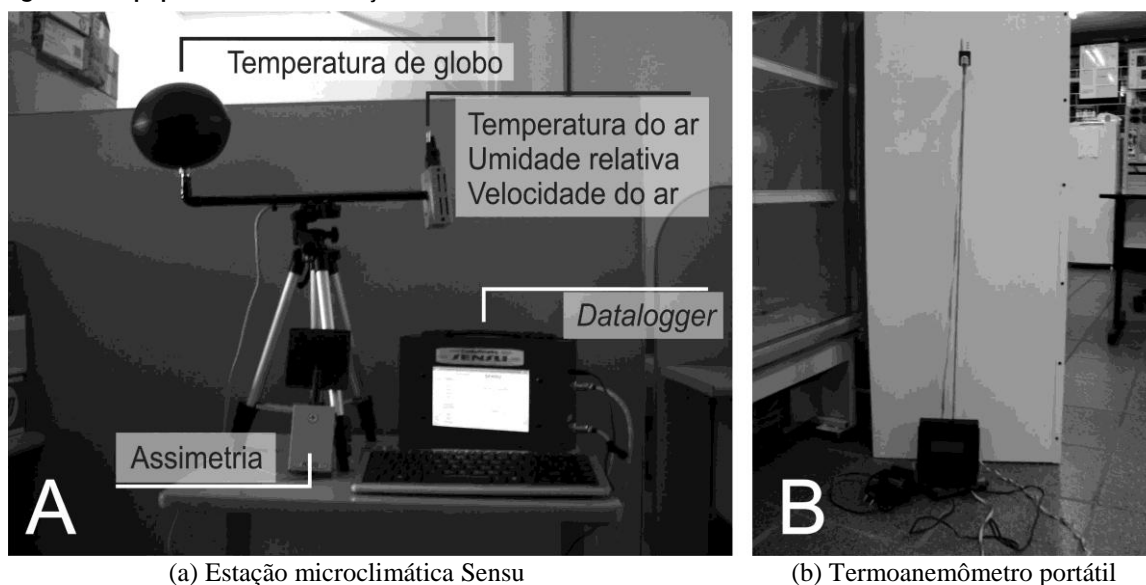 Temperatura de globo
Temperatura do ar
Umidade relativa
Velocidade do ar
Datalogger
SENSU
Assimetria
A
B
(a) Estação microclimática Sensu
(b) Termoanemômetro portátil